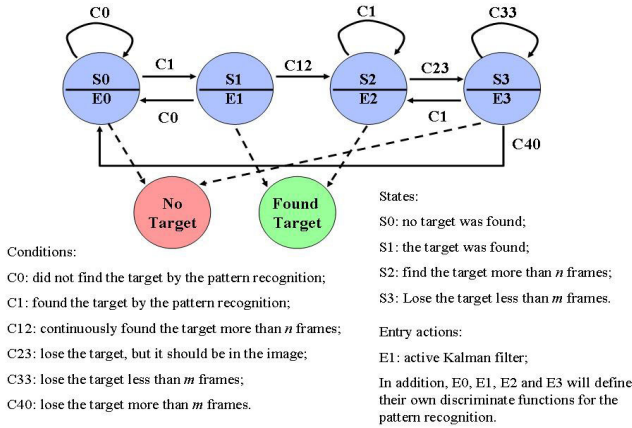 C0
C1
C33
C1
C12
C23
S0
E0
S1
E1
S2
E2
S3
E3
C0
C1
C40
No
Target
Found
Target
Conditions:
C0: did not find the target by the pattern recognition;
C1: found the target by the pattern recognition;
C12: continuously found the target more than n frames;
C23: lose the target, but it should be in the image;
C33: lose the target less than m frames;
C40: lose the target more than m frames.
States:
S0: no target was found;
S1: the target was found;
S2: find the target more than n frames;
S3: Lose the target less than m frames.
Entry actions:
E1: active Kalman filter;
In addition, E0, E1, E2 and E3 will define
their own discriminate functions for the
pattern recognition.